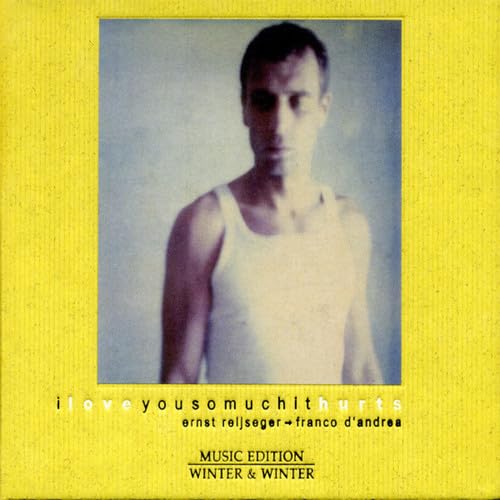 iloveyousomuchithurts
ernst reijseger → franco d'andrea
MUSIC EDITION
WINTER & WINTER